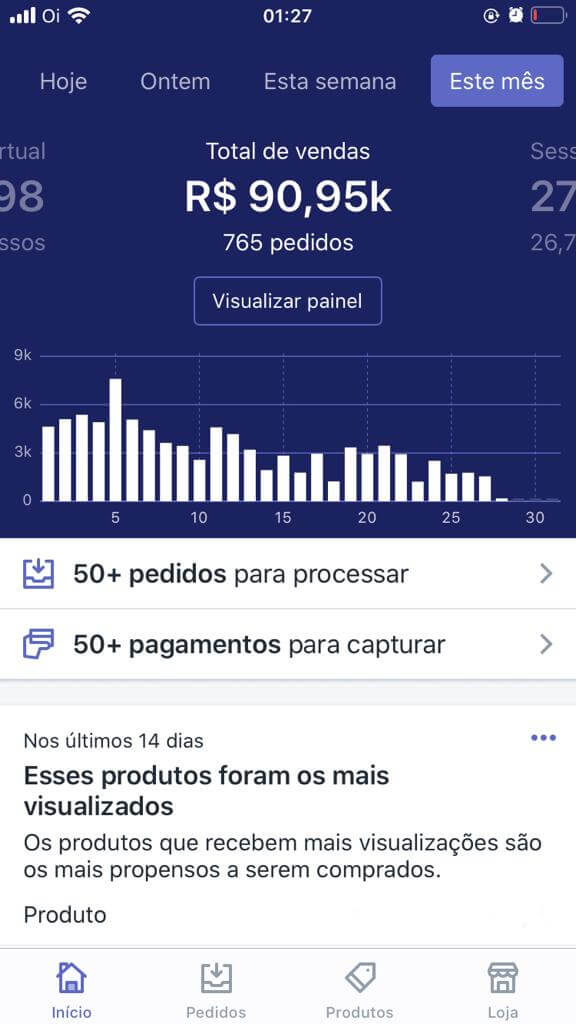 Oi 01:27
Hoje Ontem Esta semana Este mês
rtual Total de vendas Sess
98 R$ 90,95k 27
ssos 765 pedidos 26,7
Visualizar painel
9k
6k
3k
0
5 10 15 20 25 30
50+ pedidos para processar
50+ pagamentos para capturar
Nos últimos 14 dias
Esses produtos foram os mais
visualizados
Os produtos que recebem mais visualizações são
os mais propensos a serem comprados.
Produto
Início Pedidos Produtos Loja